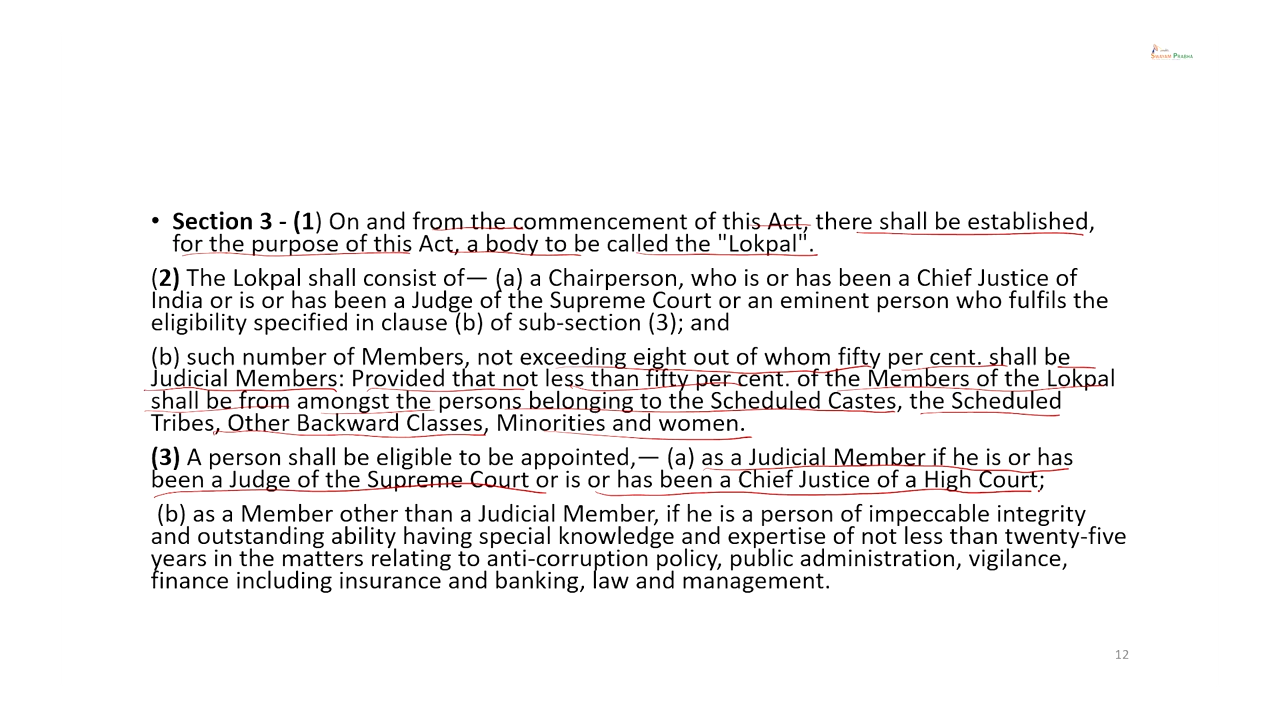 SWAYAM PRABHA
• Section 3 - (1) On and from the commencement of this Act, there shall be established,
for the purpose of this Act, a body to be called the "Lokpal".
(2) The Lokpal shall consist of— (a) a Chairperson, who is or has been a Chief Justice of
India or is or has been a Judge of the Supreme Court or an eminent person who fulfils the
eligibility specified in clause (b) of sub-section (3); and
(b) such number of Members, not exceeding eight out of whom fifty per cent. shall be
Judicial Members: Provided that not less than fifty per cent. of the Members of the Lokpal
shall be from amongst the persons belonging to the Scheduled Castes, the Scheduled
Tribes, Other Backward Classes, Minorities and women.
(3) A person shall be eligible to be appointed,— (a) as a Judicial Member if he is or has
been a Judge of the Supreme Court or is or has been a Chief Justice of a High Court;
(b) as a Member other than a Judicial Member, if he is a person of impeccable integrity
and outstanding ability having special knowledge and expertise of not less than twenty-five
years in the matters relating to anti-corruption policy, public administration, vigilance,
finance including insurance and banking, law and management.
12